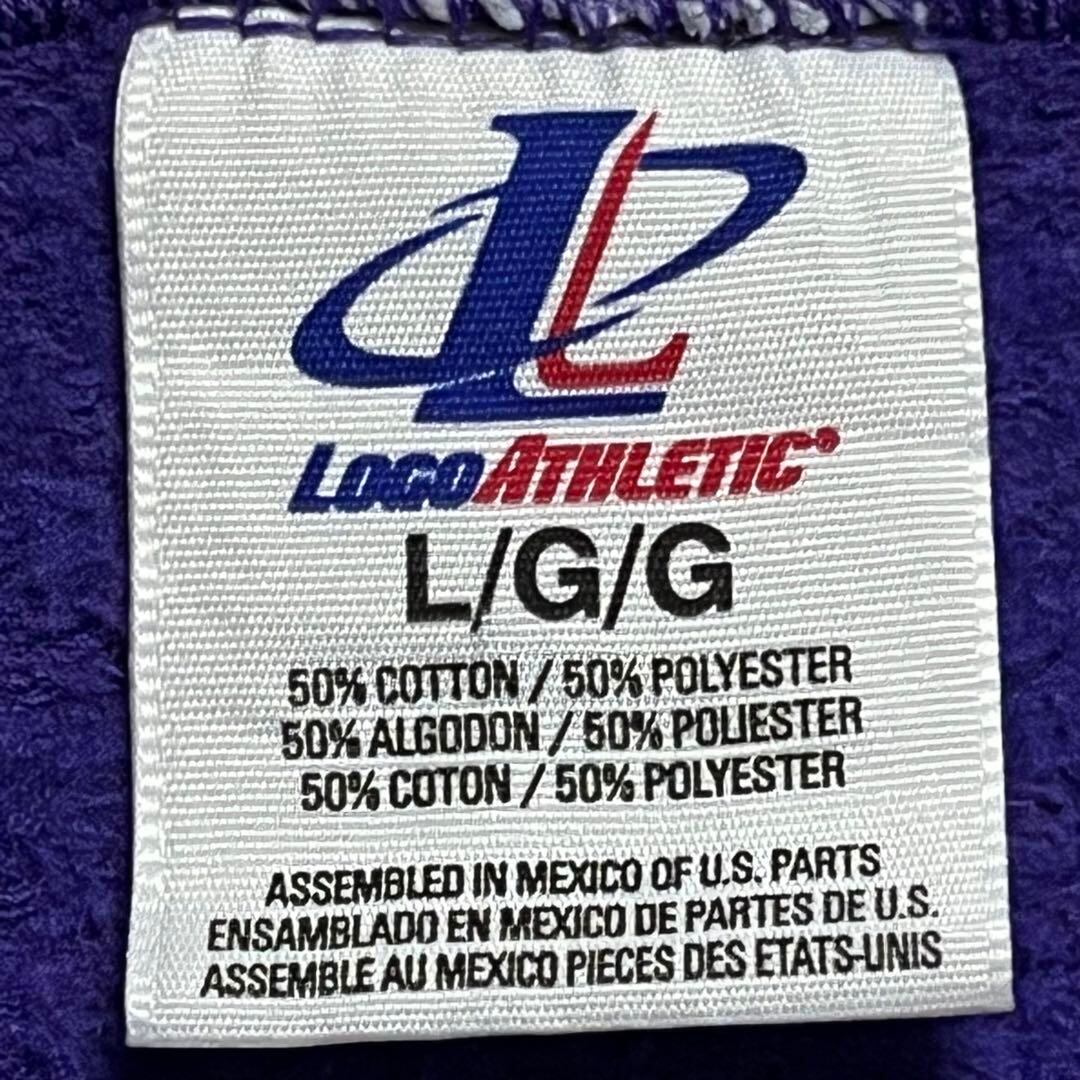 LOGOATHLETIC®
L/G/G
50% COTTON / 50% POLYESTER
50% ALGODON / 50% POLIESTER
50% COTON / 50% POLYESTER
ASSEMBLED IN MEXICO OF U.S. PARTS
ENSAMBLADO EN MEXICO DE PARTES DE U.S.
ASSEMBLE AU MEXICO PIECES DES ETATS-UNIS